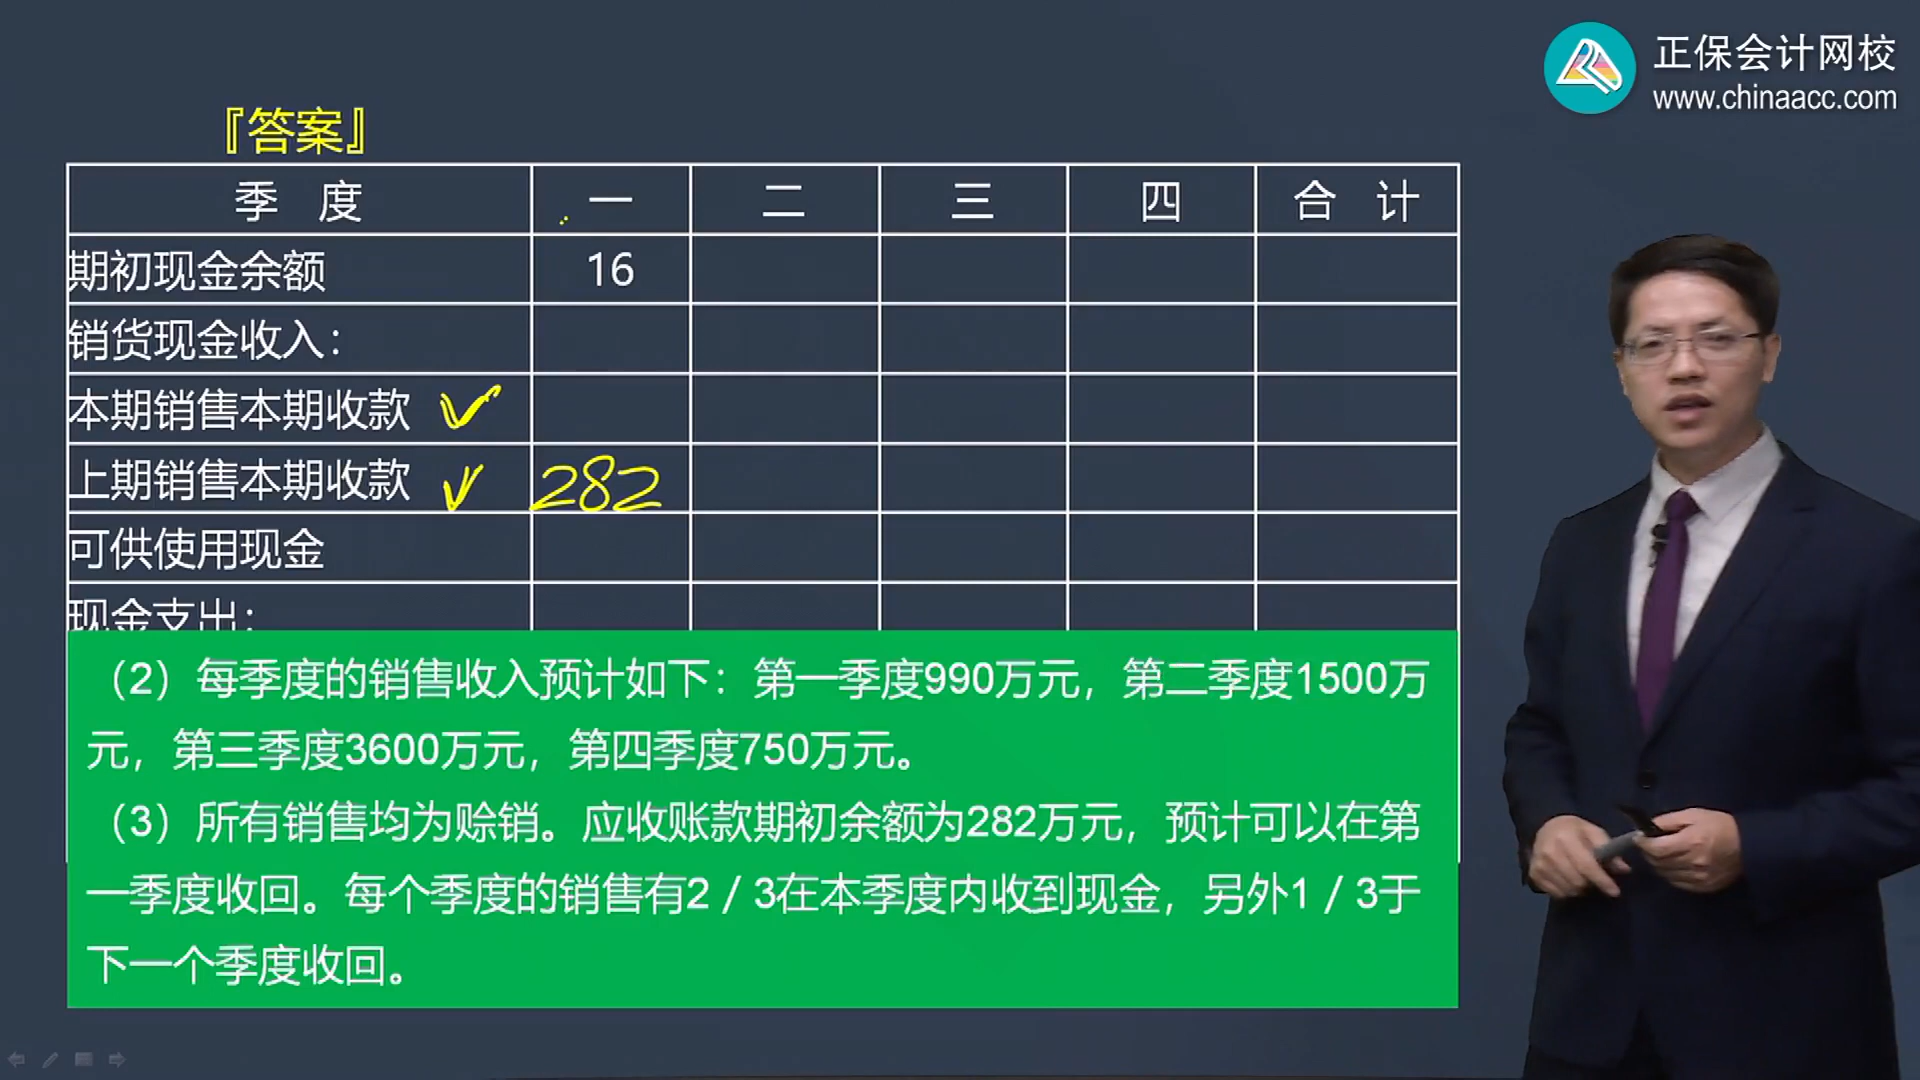 正保会计网校
www.chinaacc.com
『答案』
季 度 一 二 三 四 合 计
期初现金余额 16
销货现金收入：
本期销售本期收款
上期销售本期收款 282
可供使用现金
现金支出：
（2）每季度的销售收入预计如下：第一季度990万元，第二季度1500万
元，第三季度3600万元，第四季度750万元。
（3）所有销售均为赊销。应收账款期初余额为282万元，预计可以在第
一季度收回。每个季度的销售有2／3在本季度内收到现金，另外1／3于
下一个季度收回。